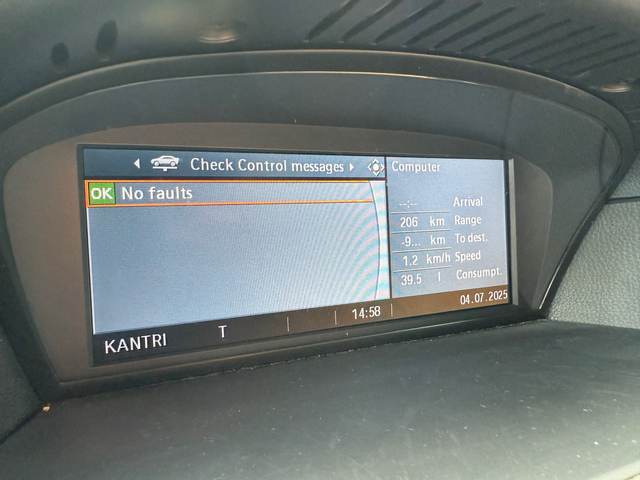 Check Control messages
OK No faults
Computer
--:-- Arrival
206 km Range
-9... km To dest.
1.2 km/h Speed
39.5 l Consumpt.
KANTRI T 14:58 04.07.2025